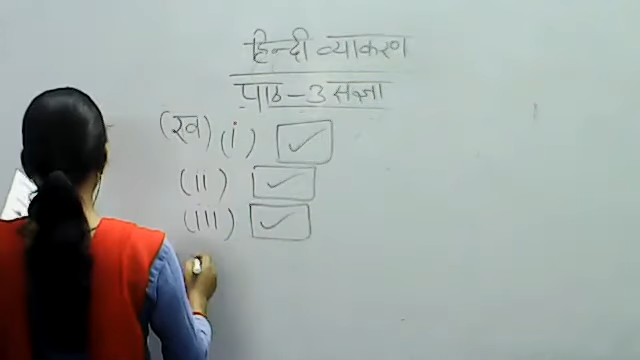 हिन्दी व्याकरण
पाठ - 3 संज्ञा
(ख) (i) ✓
(ii) ✓
(iii) ✓